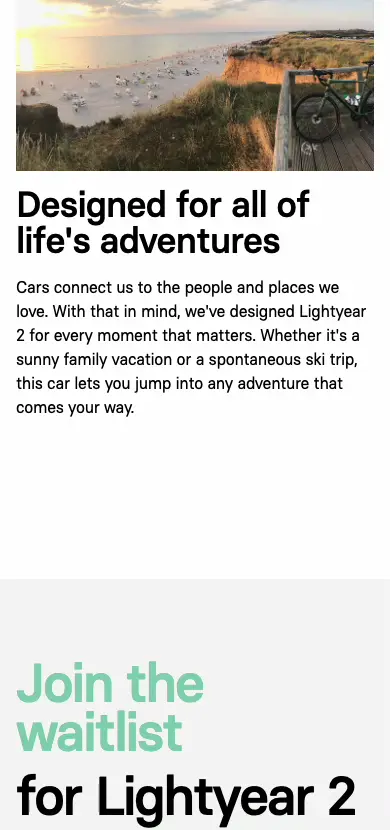 Designed for all of
life's adventures
Cars connect us to the people and places we
love. With that in mind, we've designed Lightyear
2 for every moment that matters. Whether it's a
sunny family vacation or a spontaneous ski trip,
this car lets you jump into any adventure that
comes your way.
Join the
waitlist
for Lightyear 2